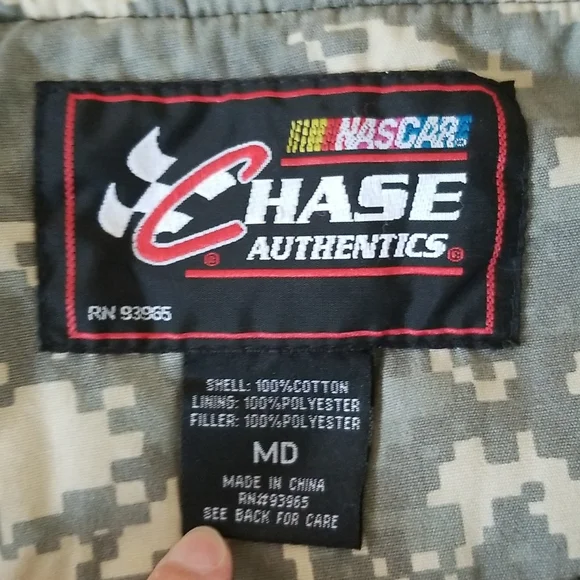 NASCAR®
CHASE
AUTHENTICS
RN 93965
SHELL: 100%COTTON
LINING: 100%POLYESTER
FILLER: 100%POLYESTER
MD
MADE IN CHINA
RN#93965
SEE BACK FOR CARE